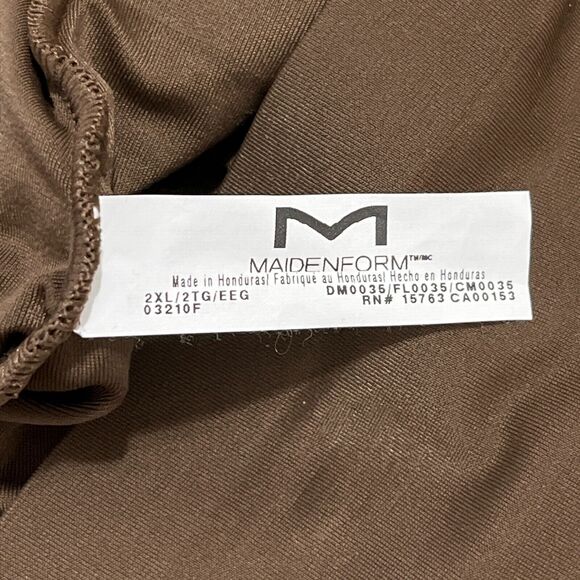 M
MAIDENFORM™/MC
Made in Honduras/ Fabriqué au Honduras/ Hecho en Honduras
2XL/2TG/EEG DM0035/FL0035/CM0035
03210F RN# 15763 CA00153